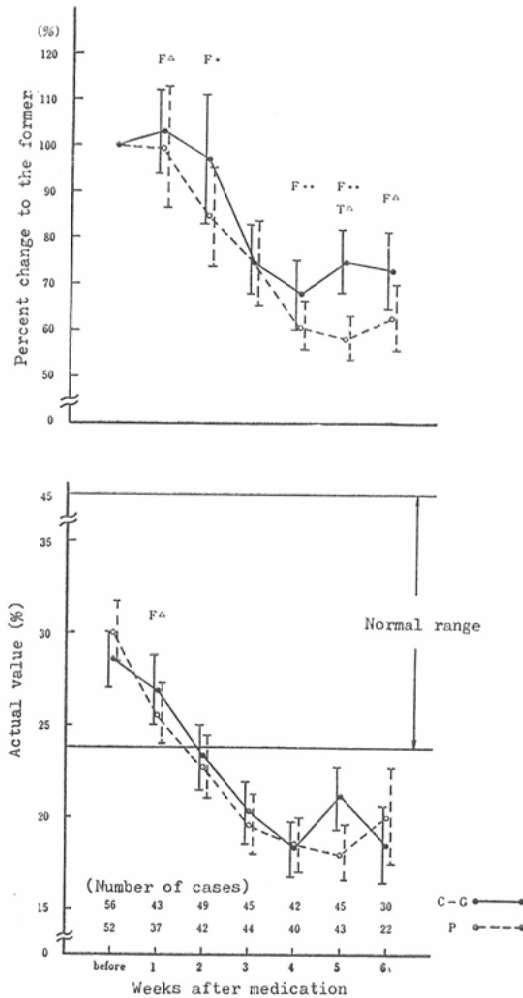 (%)
120
110
100
90
80
70
60
50
0
Percent change to the former
F△ F*
F** F** F△
T△
45
35
30
25
20
15
0
Actual value (%)
F△
Normal range
(Number of cases)
56 43 49 45 42 45 30
52 37 42 44 40 43 22
C-G
P
before 1 2 3 4 5 6
Weeks after medication